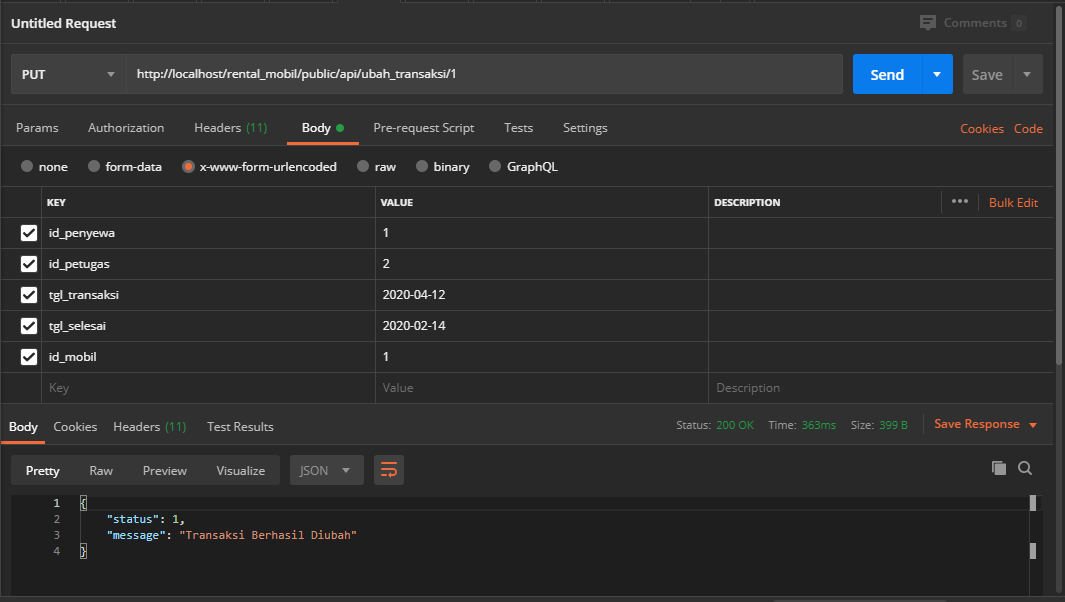 Untitled Request Comments 0
PUT http://localhost/rental_mobil/public/api/ubah_transaksi/1 Send Save
Params Authorization Headers (11) Body Pre-request Script Tests Settings Cookies Code
none form-data x-www-form-urlencoded raw binary GraphQL
KEY VALUE DESCRIPTION ••• Bulk Edit
id_penyewa 1
id_petugas 2
tgl_transaksi 2020-04-12
tgl_selesai 2020-02-14
id_mobil 1
Key Value Description
Body Cookies Headers (11) Test Results Status: 200 OK Time: 363ms Size: 399 B Save Response
Pretty Raw Preview Visualize JSON
1 {
2 "status": 1,
3 "message": "Transaksi Berhasil Diubah"
4 }